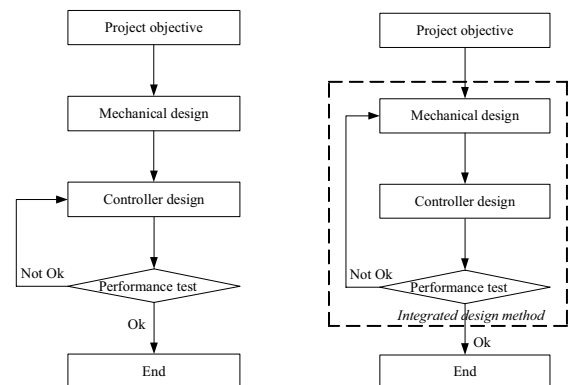 Project objective
Mechanical design
Controller design
Not Ok
Performance test
Ok
End
Project objective
Mechanical design
Controller design
Not Ok
Performance test
Integrated design method
Ok
End